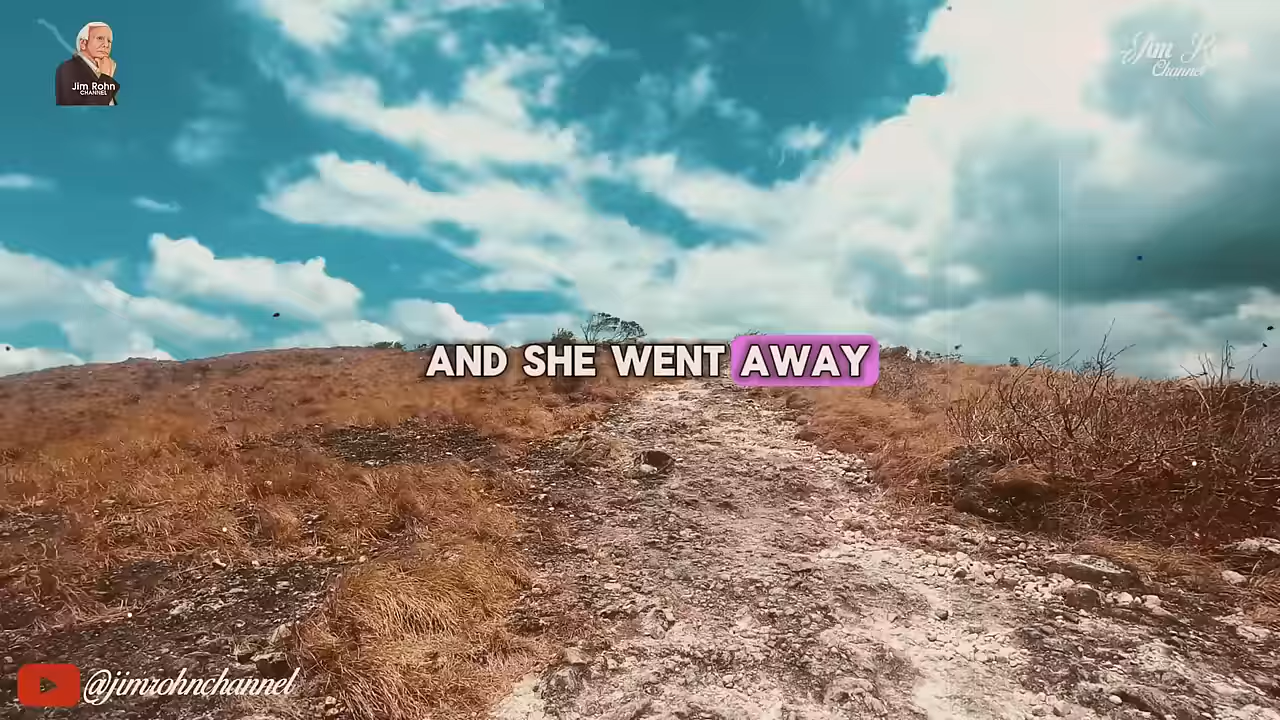 Jim Rohn
CHANNEL
Jim Rohn
Channel
AND SHE WENT AWAY
@jimrohnchannel